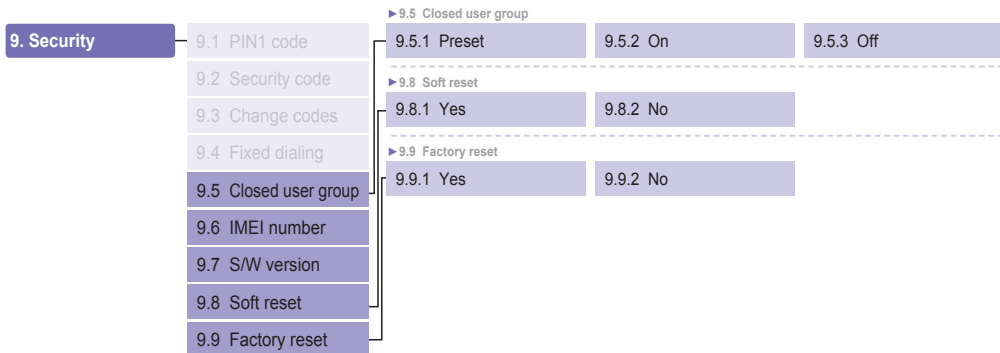 9. Security
9.1 PIN1 code
9.2 Security code
9.3 Change codes
9.4 Fixed dialing
9.5 Closed user group
9.6 IMEI number
9.7 S/W version
9.8 Soft reset
9.9 Factory reset
►9.5 Closed user group
9.5.1 Preset 9.5.2 On 9.5.3 Off
►9.8 Soft reset
9.8.1 Yes 9.8.2 No
►9.9 Factory reset
9.9.1 Yes 9.9.2 No